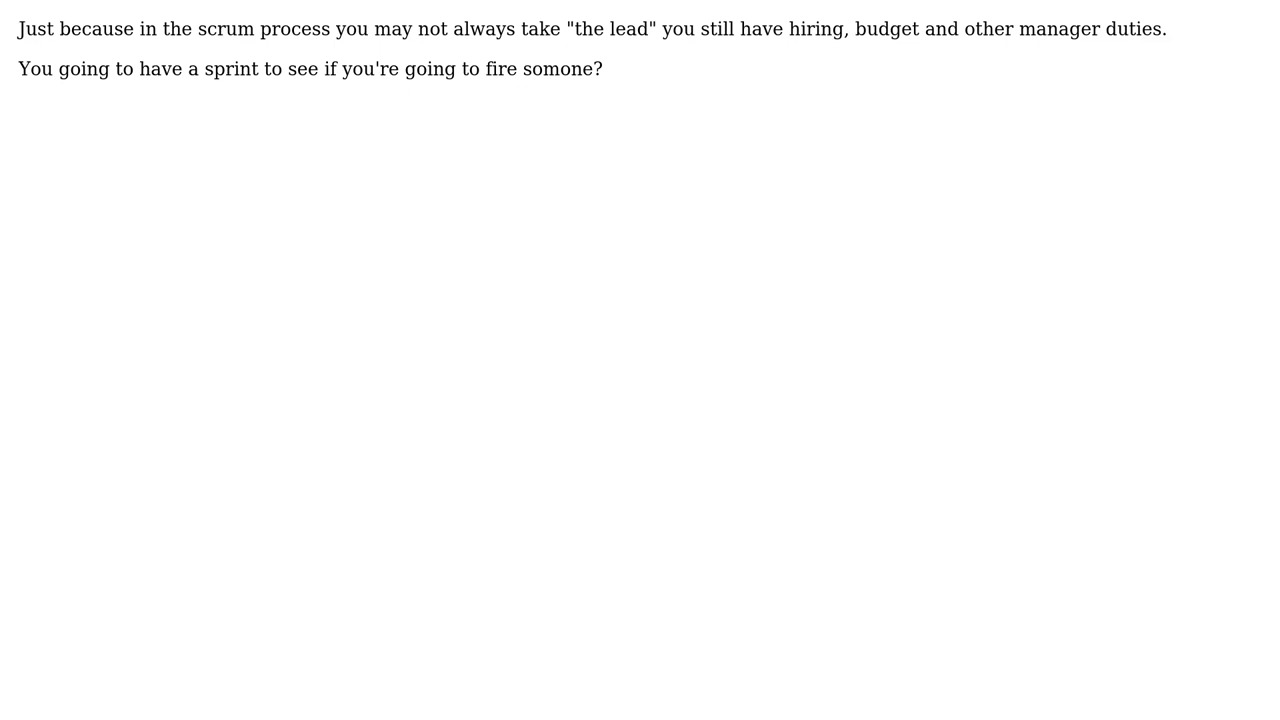 Just because in the scrum process you may not always take "the lead" you still have hiring, budget and other manager duties.
You going to have a sprint to see if you're going to fire somone?